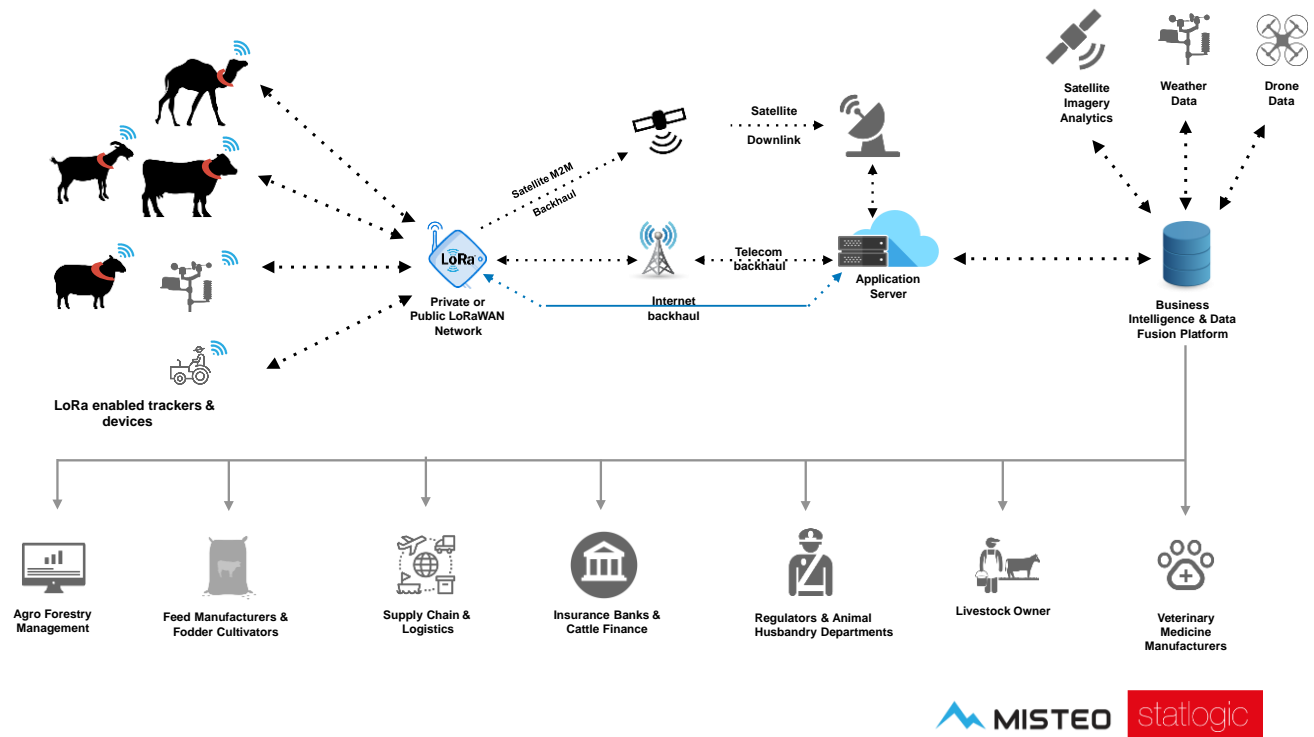 Satellite
Imagery
Analytics
Weather
Data
Drone
Data
Satellite
Downlink
Satellite M2M
Backhaul
LoRa
Private or
Public LoRaWAN
Network
Telecom
backhaul
Internet
backhaul
Application
Server
Business
Intelligence & Data
Fusion Platform
LoRa enabled trackers &
devices
Agro Forestry
Management
Feed Manufacturers &
Fodder Cultivators
Supply Chain &
Logistics
Insurance Banks &
Cattle Finance
Regulators & Animal
Husbandry Departments
Livestock Owner
Veterinary
Medicine
Manufacturers
MISTEO
statlogic